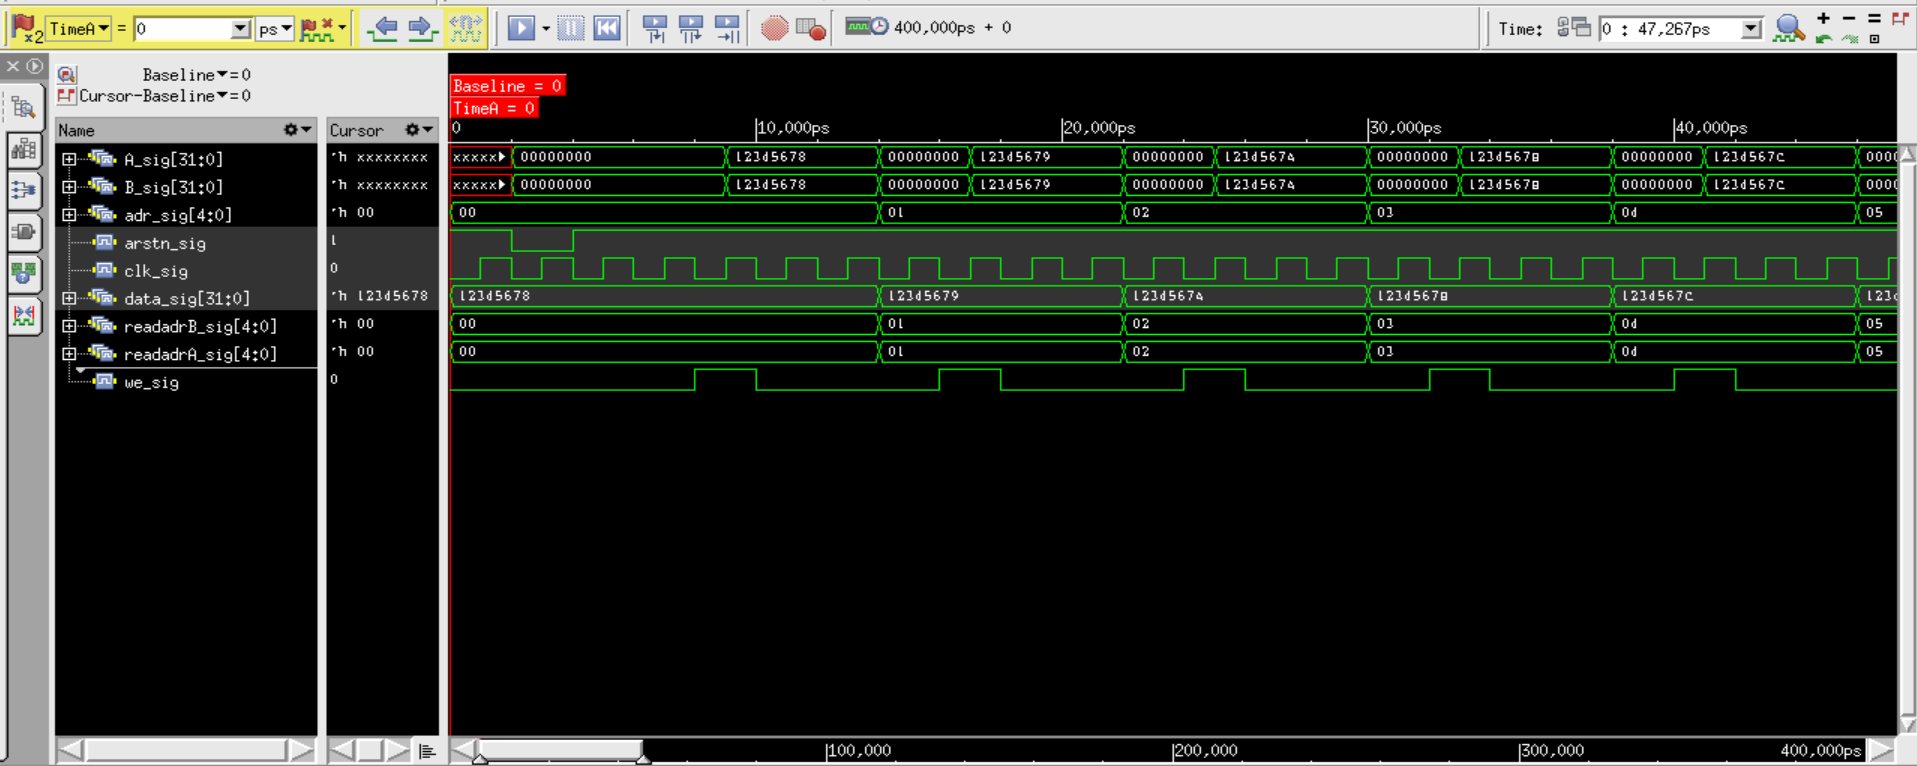 x2 TimeA = 0 ps 400,000ps + 0 Time: 0 : 47,267ps
Baseline = 0
Cursor-Baseline = 0
Baseline = 0
TimeA = 0
Name Cursor 0 10,000ps 20,000ps 30,000ps 40,000ps
A_sig[31:0] 'h xxxxxxxx xxxxx 00000000 12345678 00000000 12345679 00000000 1234567A 00000000 1234567B 00000000 1234567C 0000
B_sig[31:0] 'h xxxxxxxx xxxxx 00000000 12345678 00000000 12345679 00000000 1234567A 00000000 1234567B 00000000 1234567C 0000
adr_sig[4:0] 'h 00 00 01 02 03 04 05
arstn_sig 1
clk_sig 0
data_sig[31:0] 'h 12345678 12345678 12345679 1234567A 1234567B 1234567C 123
readadrB_sig[4:0] 'h 00 00 01 02 03 04 05
readadrA_sig[4:0] 'h 00 00 01 02 03 04 05
we_sig 0
100,000 200,000 300,000 400,000ps